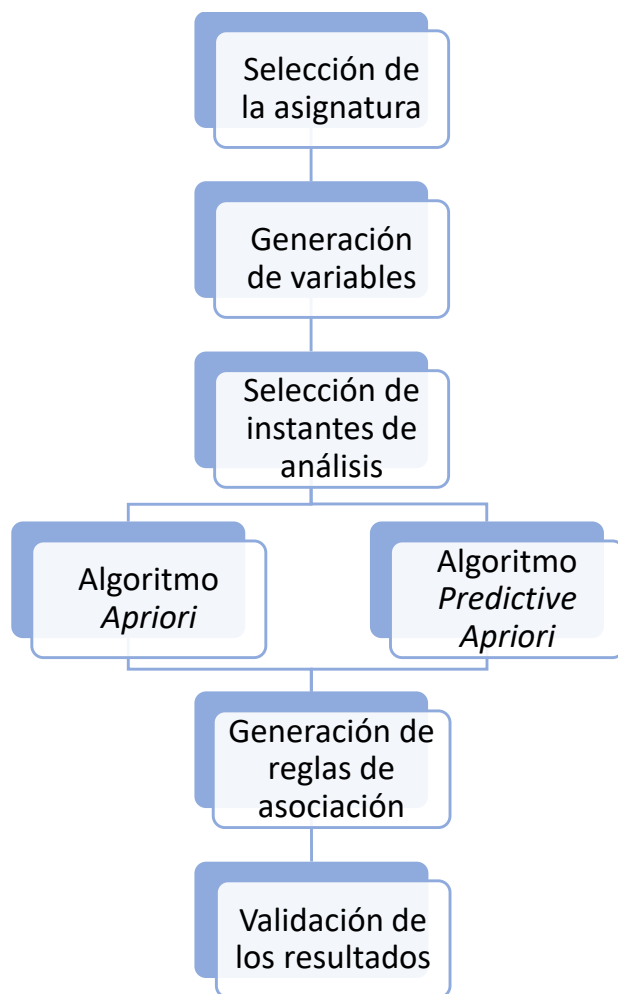 Selección de
la asignatura
Generación
de variables
Selección de
instantes de
análisis
Algoritmo
Apriori
Algoritmo
Predictive
Apriori
Generación de
reglas de
asociación
Validación de
los resultados